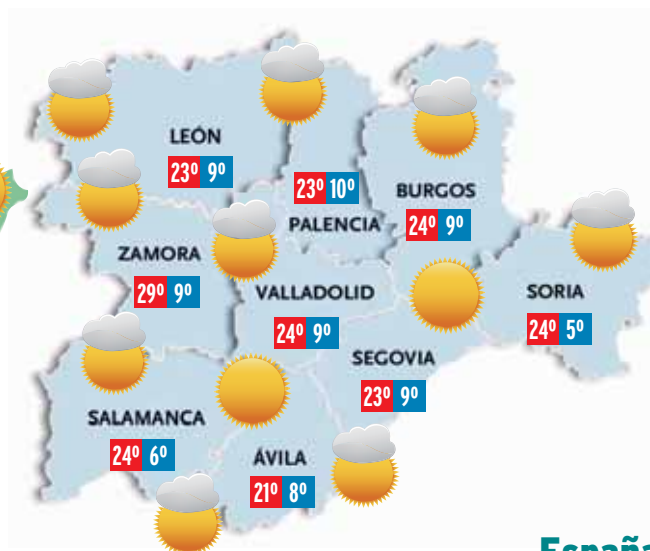 LEÓN
23º 9º
23º 10º
PALENCIA
BURGOS
24º 9º
ZAMORA
29º 9º
VALLADOLID
24º 9º
SORIA
24º 5º
SEGOVIA
23º 9º
SALAMANCA
24º 6º
ÁVILA
21º 8º
España